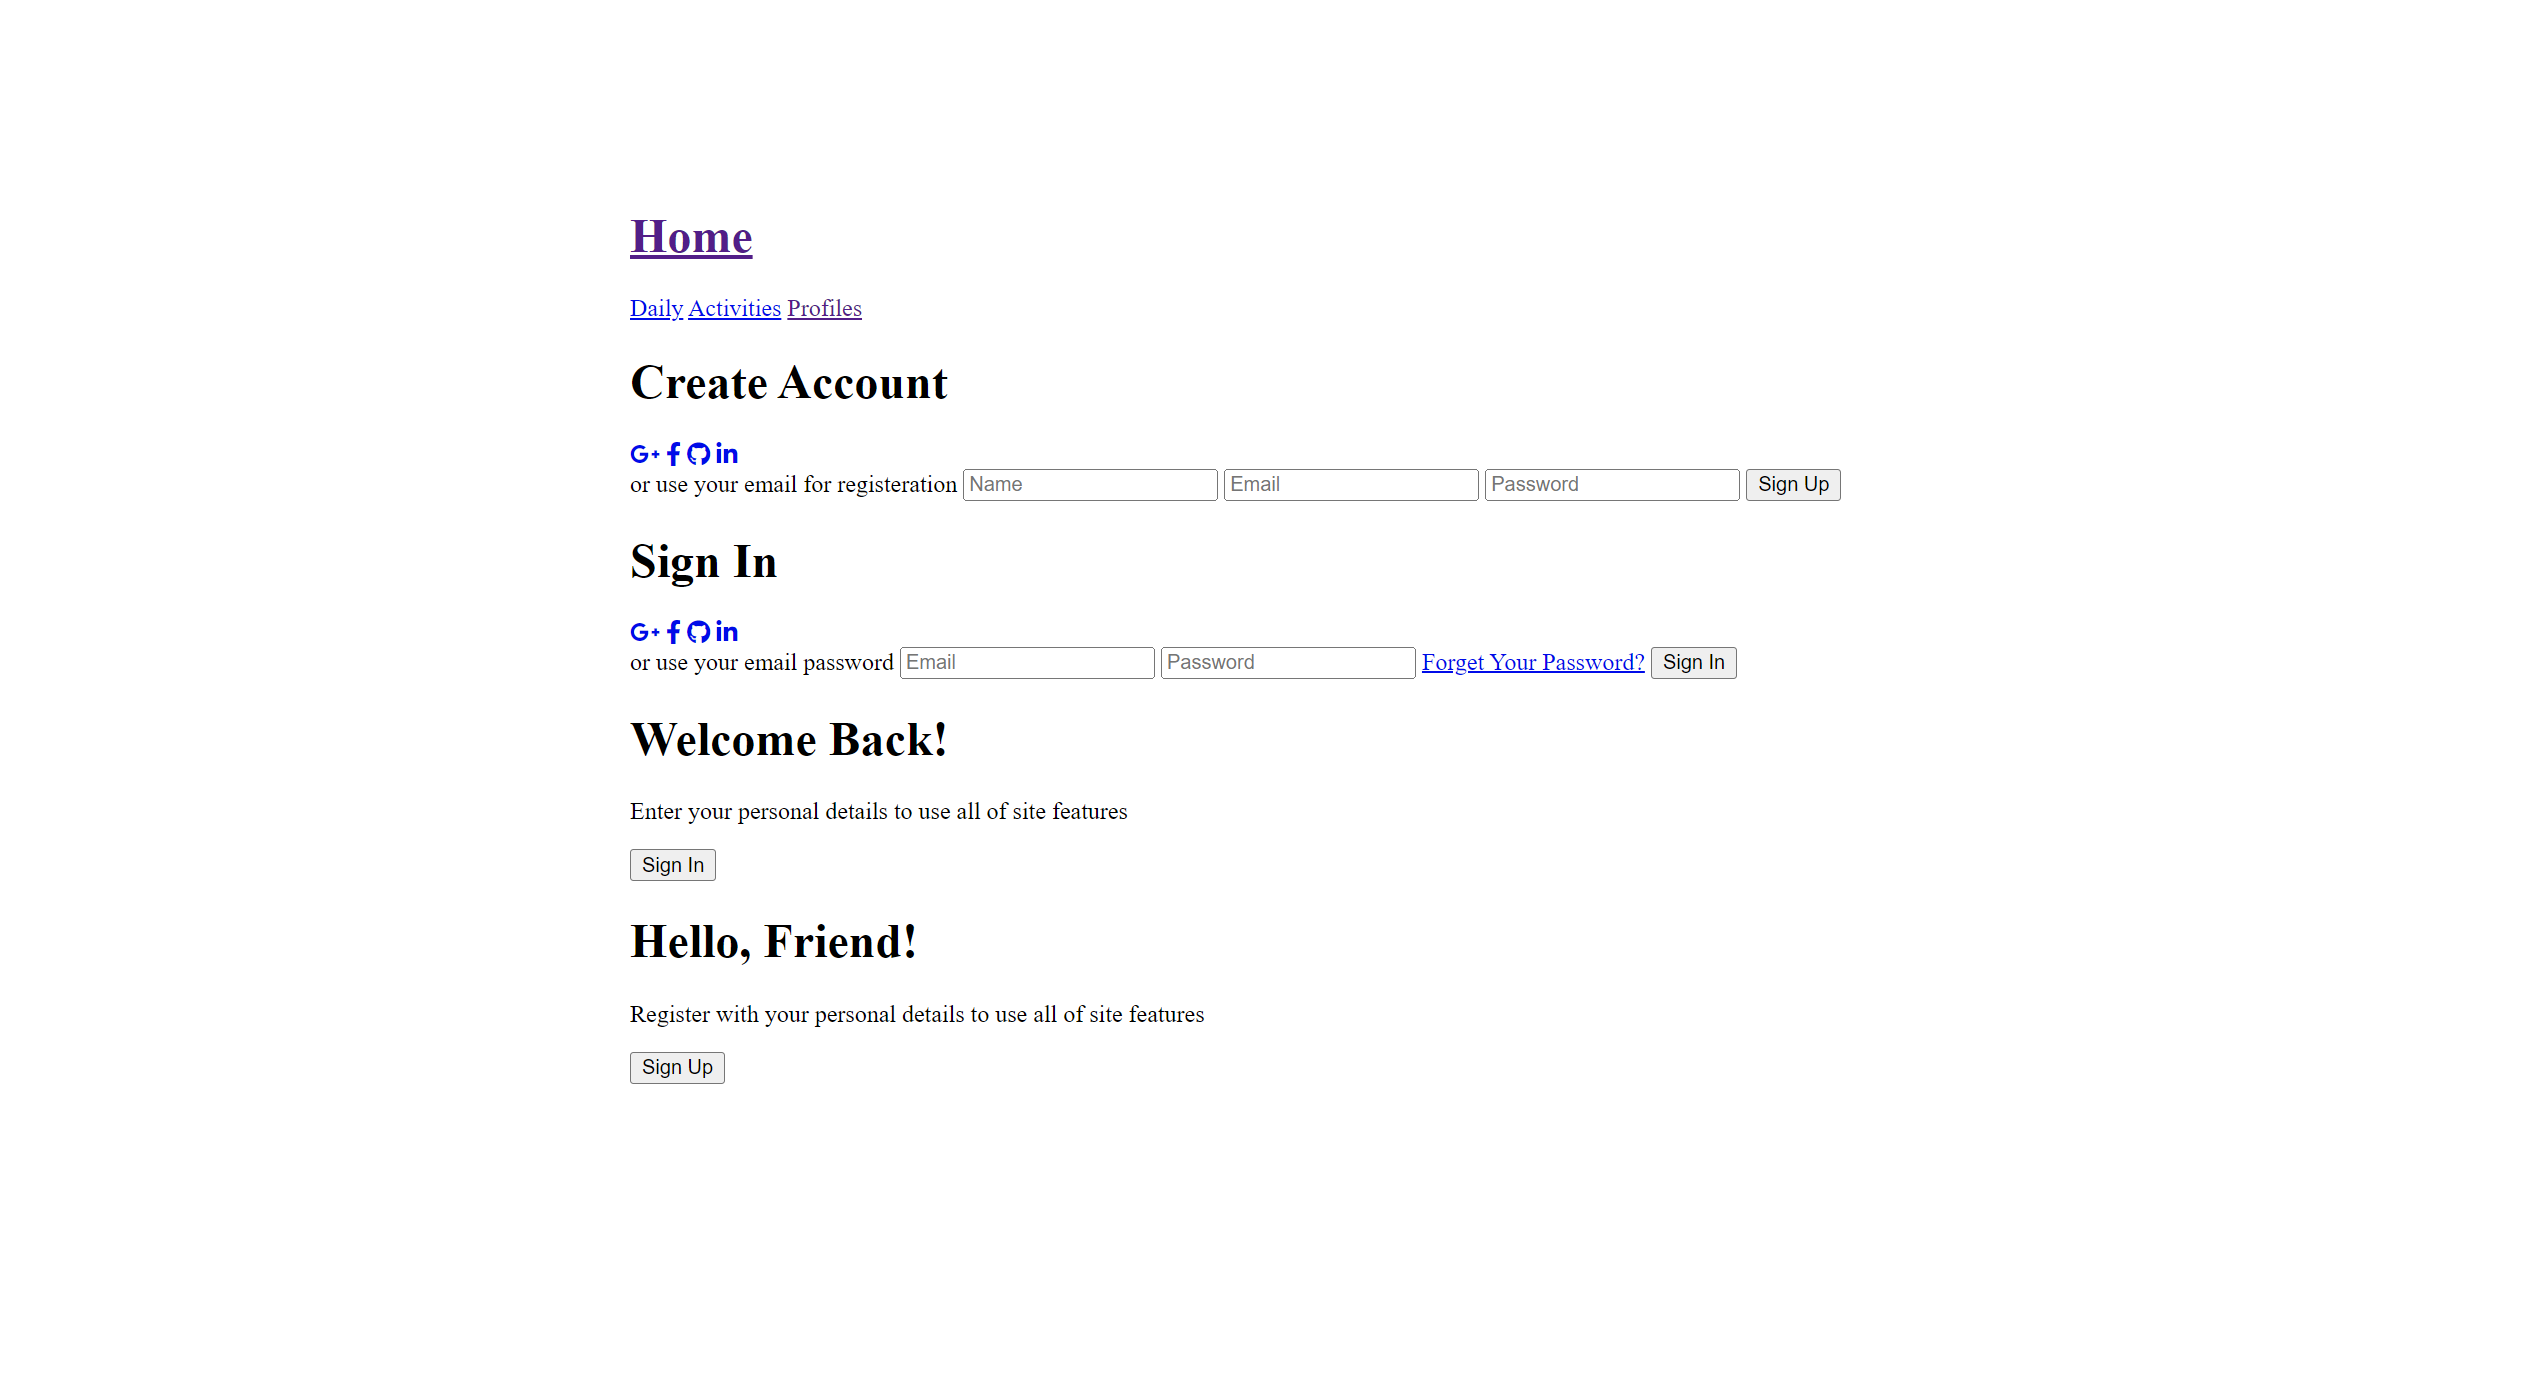 Home
Daily Activities Profiles
Create Account
G+ f in
or use your email for registeration Name Email Password Sign Up
Sign In
G+ f in
or use your email password Email Password Forget Your Password? Sign In
Welcome Back!
Enter your personal details to use all of site features
Sign In
Hello, Friend!
Register with your personal details to use all of site features
Sign Up